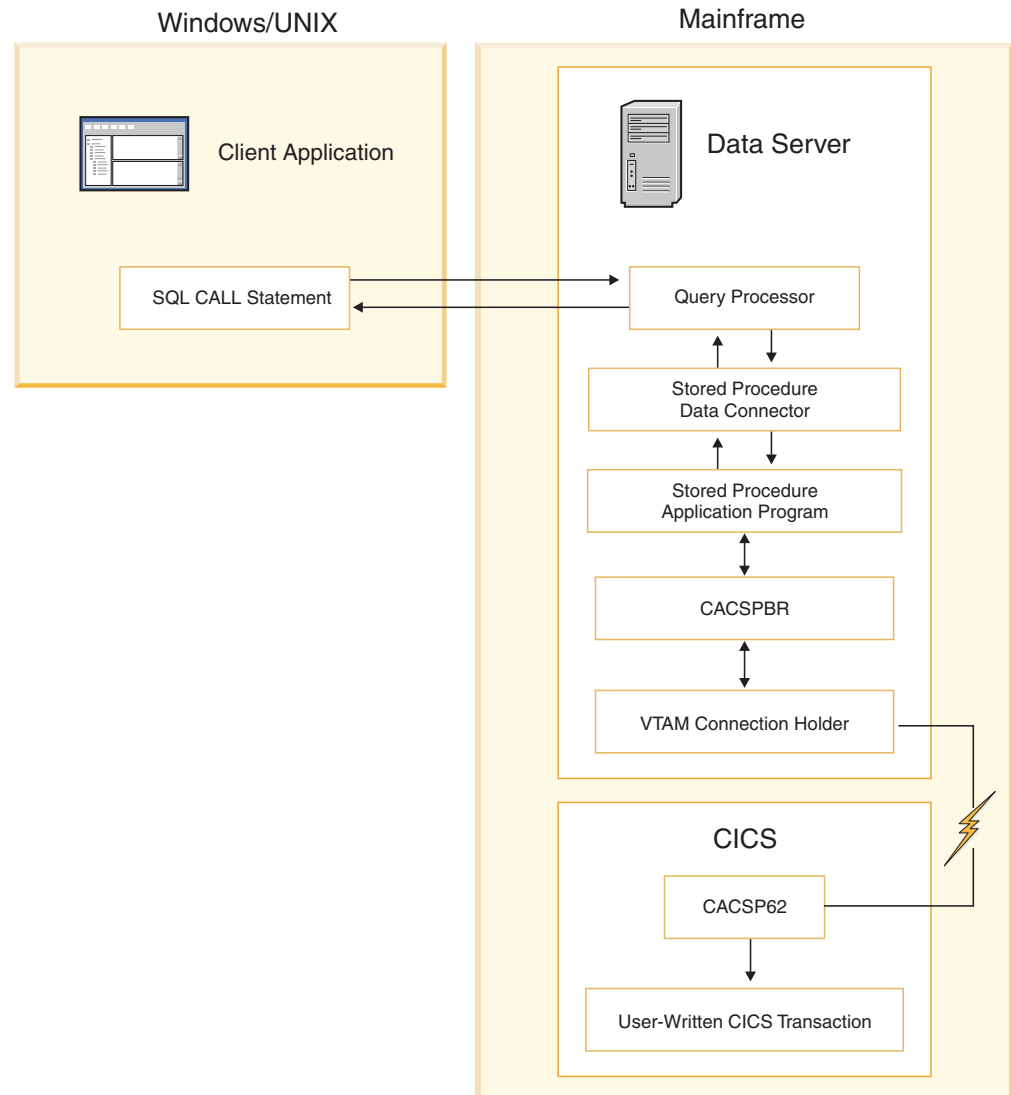 Windows/UNIX
Mainframe
Client Application
Data Server
SQL CALL Statement
Query Processor
Stored Procedure
Data Connector
Stored Procedure
Application Program
CACSPBR
VTAM Connection Holder
CICS
CACSP62
User-Written CICS Transaction